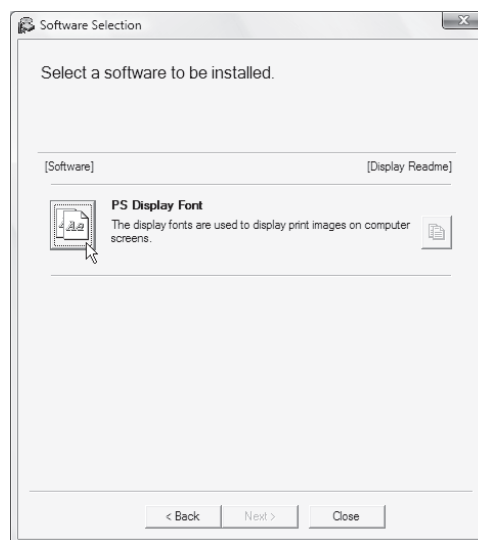 Software Selection
X
Select a software to be installed.
[Software] [Display Readme]
PS Display Font
The display fonts are used to display print images on computer
screens.
Aa
< Back Next > Close